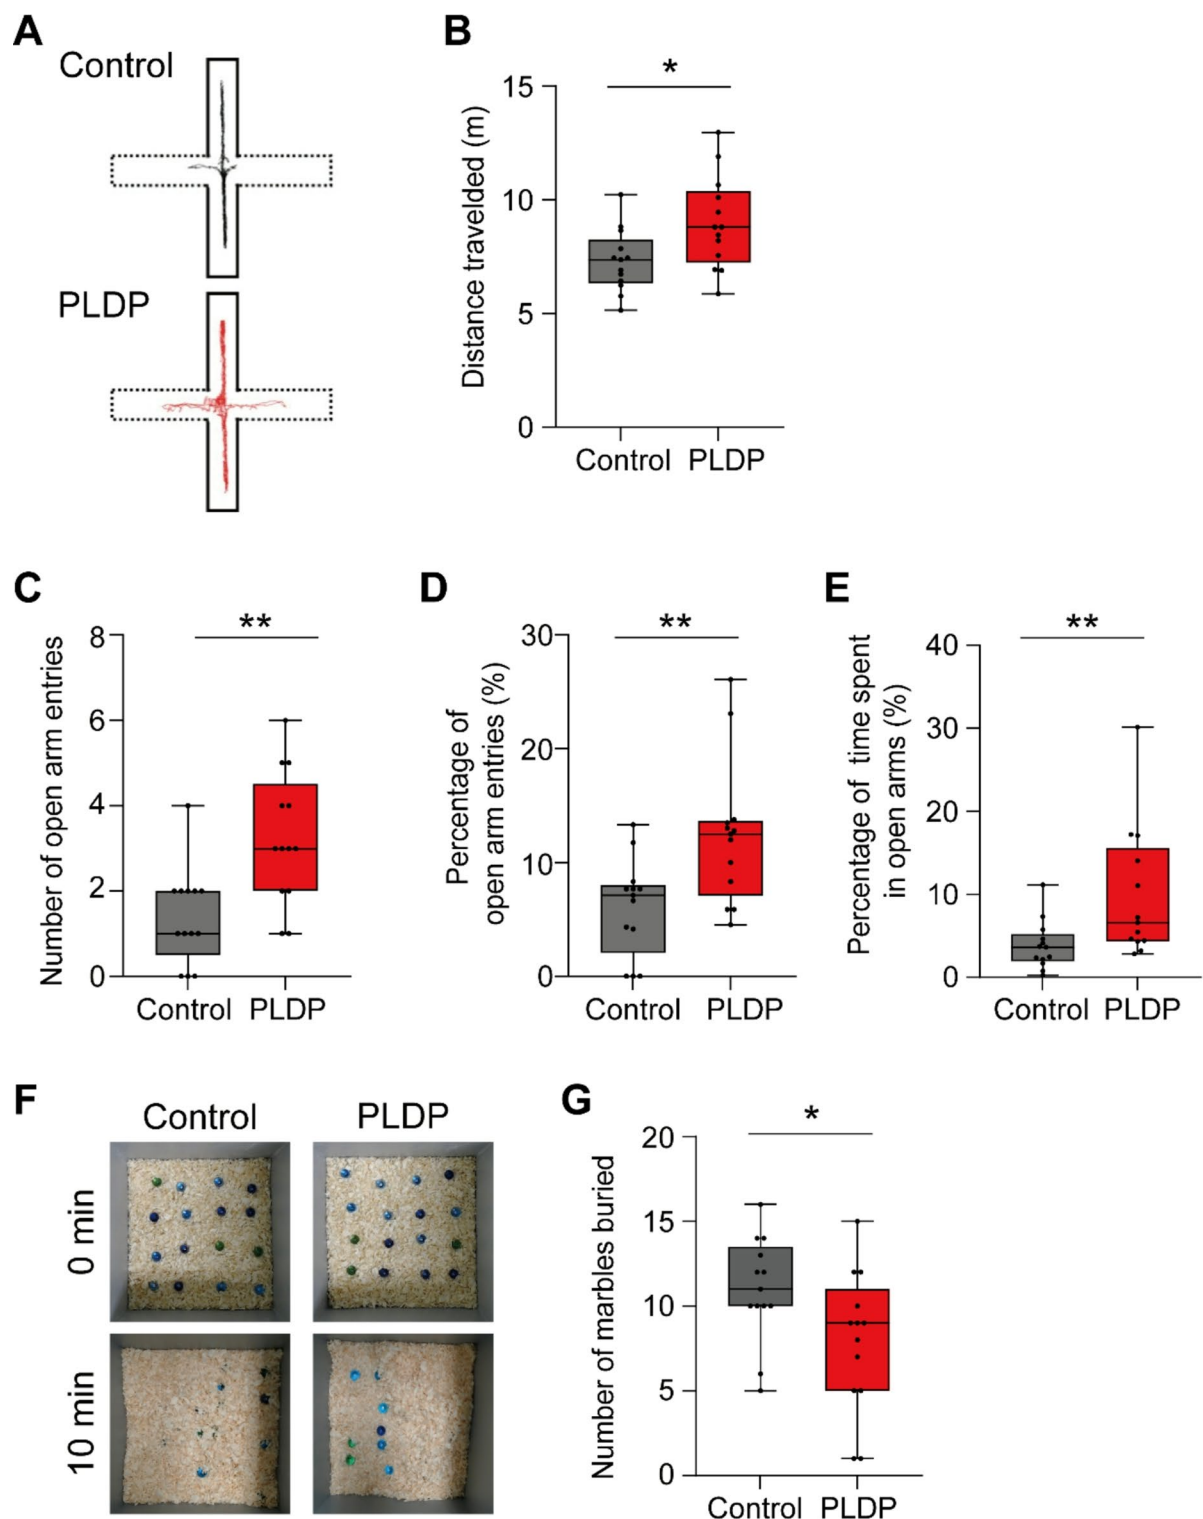 A
Control
PLDP
B
*
Distance travelded (m)
15
10
5
0
Control PLDP
C
**
Number of open arm entries
8
6
4
2
0
Control PLDP
D
**
Percentage of
open arm entries (%)
30
20
10
0
Control PLDP
E
**
Percentage of time spent
in open arms (%)
40
30
20
10
0
Control PLDP
F
Control PLDP
0 min
10 min
G
*
Number of marbles buried
20
15
10
5
0
Control PLDP